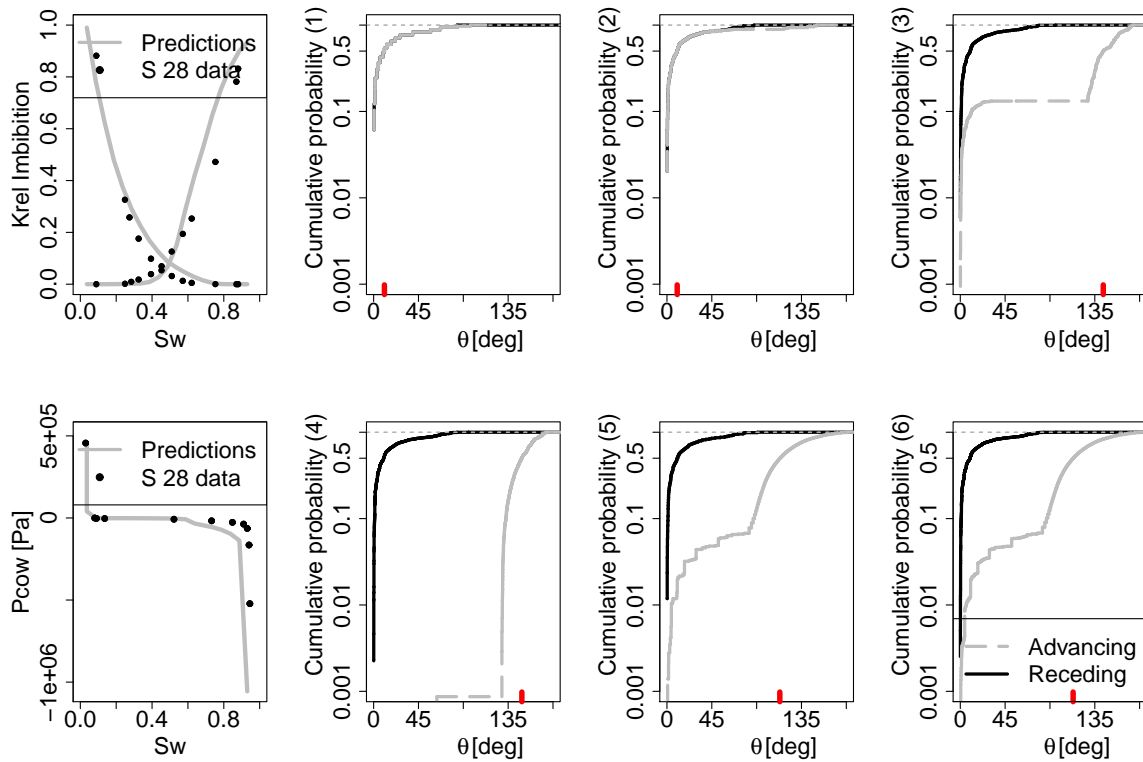 Krel Imbibition
0.0 0.2 0.4 0.6 0.8 1.0
Predictions
S 28 data
0.0 0.4 0.8
Sw
Cumulative probability (1)
0.001 0.01 0.1 0.5
0 45 135
θ [deg]
Cumulative probability (2)
0.001 0.01 0.1 0.5
0 45 135
θ [deg]
Cumulative probability (3)
0.001 0.01 0.1 0.5
0 45 135
θ [deg]
Pcow [Pa]
−1e+06 0 5e+05
Predictions
S 28 data
0.0 0.4 0.8
Sw
Cumulative probability (4)
0.001 0.01 0.1 0.5
0 45 135
θ [deg]
Cumulative probability (5)
0.001 0.01 0.1 0.5
0 45 135
θ [deg]
Cumulative probability (6)
0.001 0.01 0.1 0.5
Advancing
Receding
0 45 135
θ [deg]